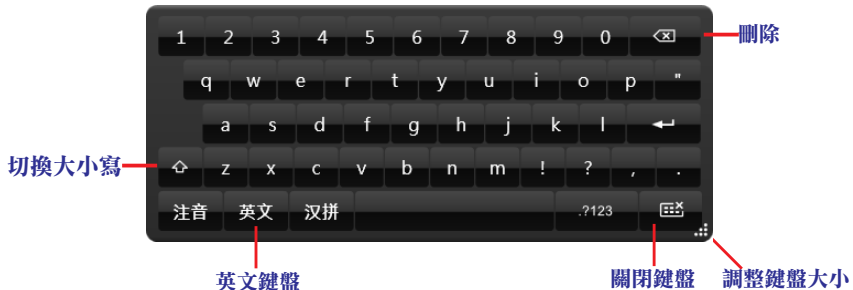 1 2 3 4 5 6 7 8 9 0
刪除
q w e r t y u i o p "
a s d f g h j k l
切換大小寫
z x c v b n m ! ? , .
注音 英文 汉拼 .?123
英文鍵盤
關閉鍵盤
調整鍵盤大小